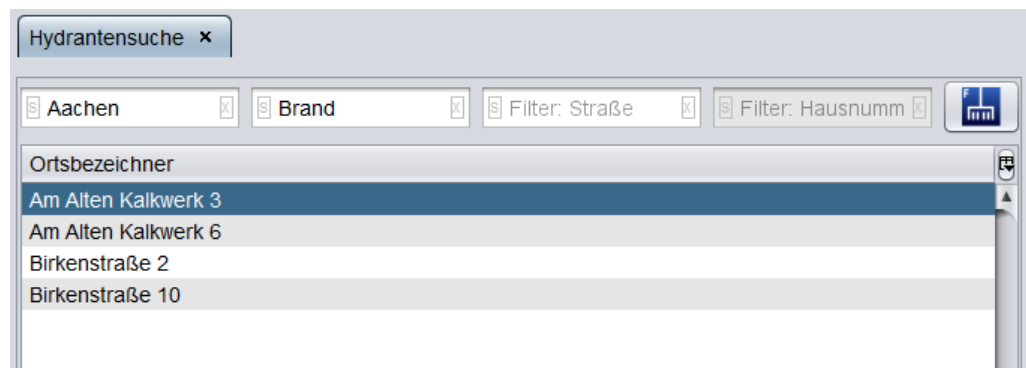 Hydrantensuche ×
S Aachen X S Brand X S Filter: Straße X S Filter: Hausnumm X F
Ortsbezeichner
Am Alten Kalkwerk 3
Am Alten Kalkwerk 6
Birkenstraße 2
Birkenstraße 10